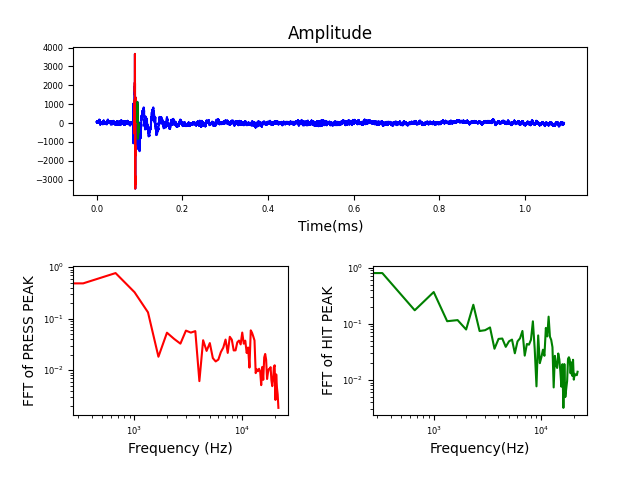 Amplitude
4000
3000
2000
1000
0
−1000
−2000
−3000
0.0 0.2 0.4 0.6 0.8 1.0
Time(ms)
FFT of PRESS PEAK
10⁰
10⁻¹
10⁻²
10³ 10⁴
Frequency (Hz)
FFT of HIT PEAK
10⁰
10⁻¹
10⁻²
10³ 10⁴
Frequency(Hz)